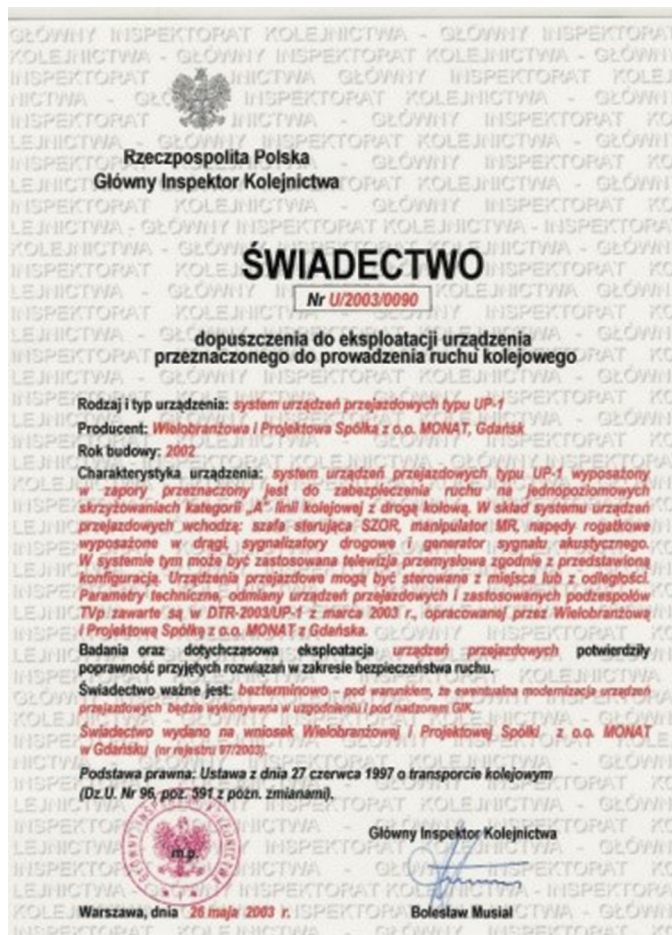 Rzeczpospolita Polska
Główny Inspektor Kolejnictwa
ŚWIADECTWO
Nr U/2003/0090
dopuszczenia do eksploatacji urządzenia
przeznaczonego do prowadzenia ruchu kolejowego
Rodzaj i typ urządzenia: system urządzeń przejazdowych typu UP-1
Producent: Wielobranżowa i Projektowa Spółka z o.o. MONAT, Gdańsk
Rok budowy: 2002
Charakterystyka urządzenia: system urządzeń przejazdowych typu UP-1 wyposażony
w zapory przeznaczony jest do zabezpieczenia ruchu na jednopoziomowych
skrzyżowaniach kategorii „A” linii kolejowej z drogą kołową. W skład systemu urządzeń
przejazdowych wchodzą: szafa sterująca SZOR, manipulator MR, napędy rogatkowe
wyposażone w drągi, sygnalizatory drogowe i generator sygnału akustycznego.
W systemie tym może być zastosowana telewizja przemysłowa zgodnie z przedstawioną
konfiguracją. Urządzenia przejazdowe mogą być sterowane z miejsca lub z odległości.
Parametry techniczne, odmiany urządzeń przejazdowych i zastosowanych podzespołów
TVp zawarte są w DTR-2003/UP-1 z marca 2003 r., opracowanej przez Wielobranżową
i Projektową Spółkę z o.o. MONAT z Gdańska.
Badania oraz dotychczasowa eksploatacja urządzeń przejazdowych potwierdziły
poprawność przyjętych rozwiązań w zakresie bezpieczeństwa ruchu.
Świadectwo ważne jest: bezterminowo - pod warunkiem, że ewentualna modernizacja urządzeń
przejazdowych będzie wykonywana w uzgodnieniu i pod nadzorem GIK.
Świadectwo wydano na wniosek Wielobranżowej i Projektowej Spółki z o.o. MONAT
w Gdańsku (nr rejestru 97/2003).
Podstawa prawna: Ustawa z dnia 27 czerwca 1997 o transporcie kolejowym
(Dz.U. Nr 96, poz. 591 z późn. zmianami).
m.p.
Główny Inspektor Kolejnictwa
Warszawa, dnia 26 maja 2003 r.
Bolesław Musiał